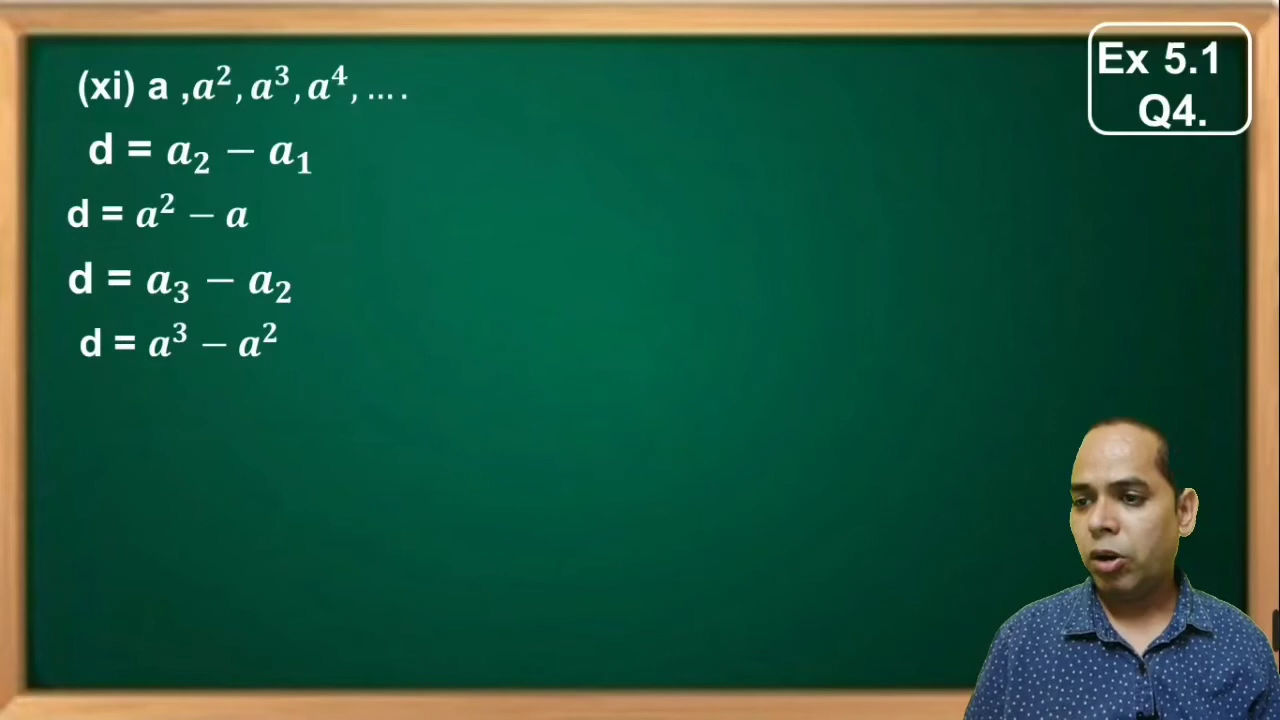 (xi) a ,a², a³, a⁴, ... .
d = a₂ − a₁
d = a² − a
d = a₃ − a₂
d = a³ − a²
Ex 5.1
Q4.